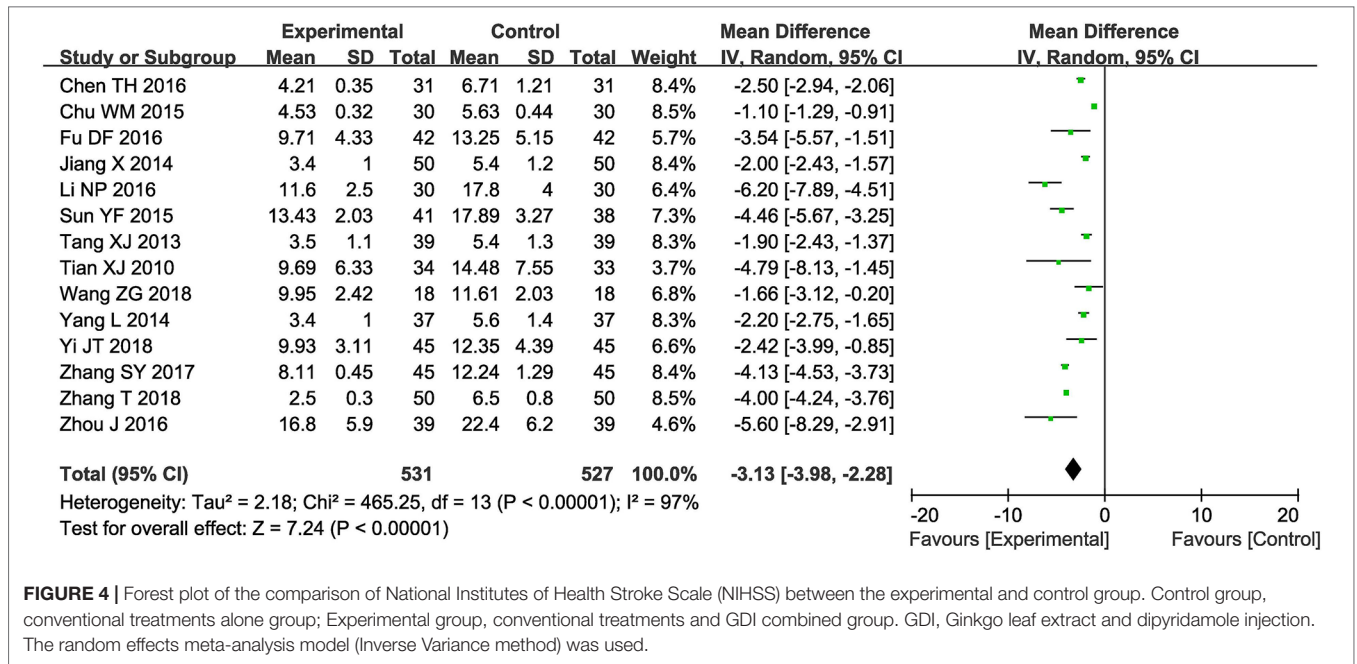 Experimental Control Mean Difference Mean Difference
Study or Subgroup Mean SD Total Mean SD Total Weight IV, Random, 95% CI IV, Random, 95% CI
Chen TH 2016 4.21 0.35 31 6.71 1.21 31 8.4% -2.50 [-2.94, -2.06]
Chu WM 2015 4.53 0.32 30 5.63 0.44 30 8.5% -1.10 [-1.29, -0.91]
Fu DF 2016 9.71 4.33 42 13.25 5.15 42 5.7% -3.54 [-5.57, -1.51]
Jiang X 2014 3.4 1 50 5.4 1.2 50 8.4% -2.00 [-2.43, -1.57]
Li NP 2016 11.6 2.5 30 17.8 4 30 6.4% -6.20 [-7.89, -4.51]
Sun YF 2015 13.43 2.03 41 17.89 3.27 38 7.3% -4.46 [-5.67, -3.25]
Tang XJ 2013 3.5 1.1 39 5.4 1.3 39 8.3% -1.90 [-2.43, -1.37]
Tian XJ 2010 9.69 6.33 34 14.48 7.55 33 3.7% -4.79 [-8.13, -1.45]
Wang ZG 2018 9.95 2.42 18 11.61 2.03 18 6.8% -1.66 [-3.12, -0.20]
Yang L 2014 3.4 1 37 5.6 1.4 37 8.3% -2.20 [-2.75, -1.65]
Yi JT 2018 9.93 3.11 45 12.35 4.39 45 6.6% -2.42 [-3.99, -0.85]
Zhang SY 2017 8.11 0.45 45 12.24 1.29 45 8.4% -4.13 [-4.53, -3.73]
Zhang T 2018 2.5 0.3 50 6.5 0.8 50 8.5% -4.00 [-4.24, -3.76]
Zhou J 2016 16.8 5.9 39 22.4 6.2 39 4.6% -5.60 [-8.29, -2.91]
Total (95% CI) 531 527 100.0% -3.13 [-3.98, -2.28]
Heterogeneity: Tau² = 2.18; Chi² = 465.25, df = 13 (P < 0.00001); I² = 97%
Test for overall effect: Z = 7.24 (P < 0.00001)
-20 -10 0 10 20
Favours [Experimental] Favours [Control]
FIGURE 4 | Forest plot of the comparison of National Institutes of Health Stroke Scale (NIHSS) between the experimental and control group. Control group,
conventional treatments alone group; Experimental group, conventional treatments and GDI combined group. GDI, Ginkgo leaf extract and dipyridamole injection.
The random effects meta-analysis model (Inverse Variance method) was used.